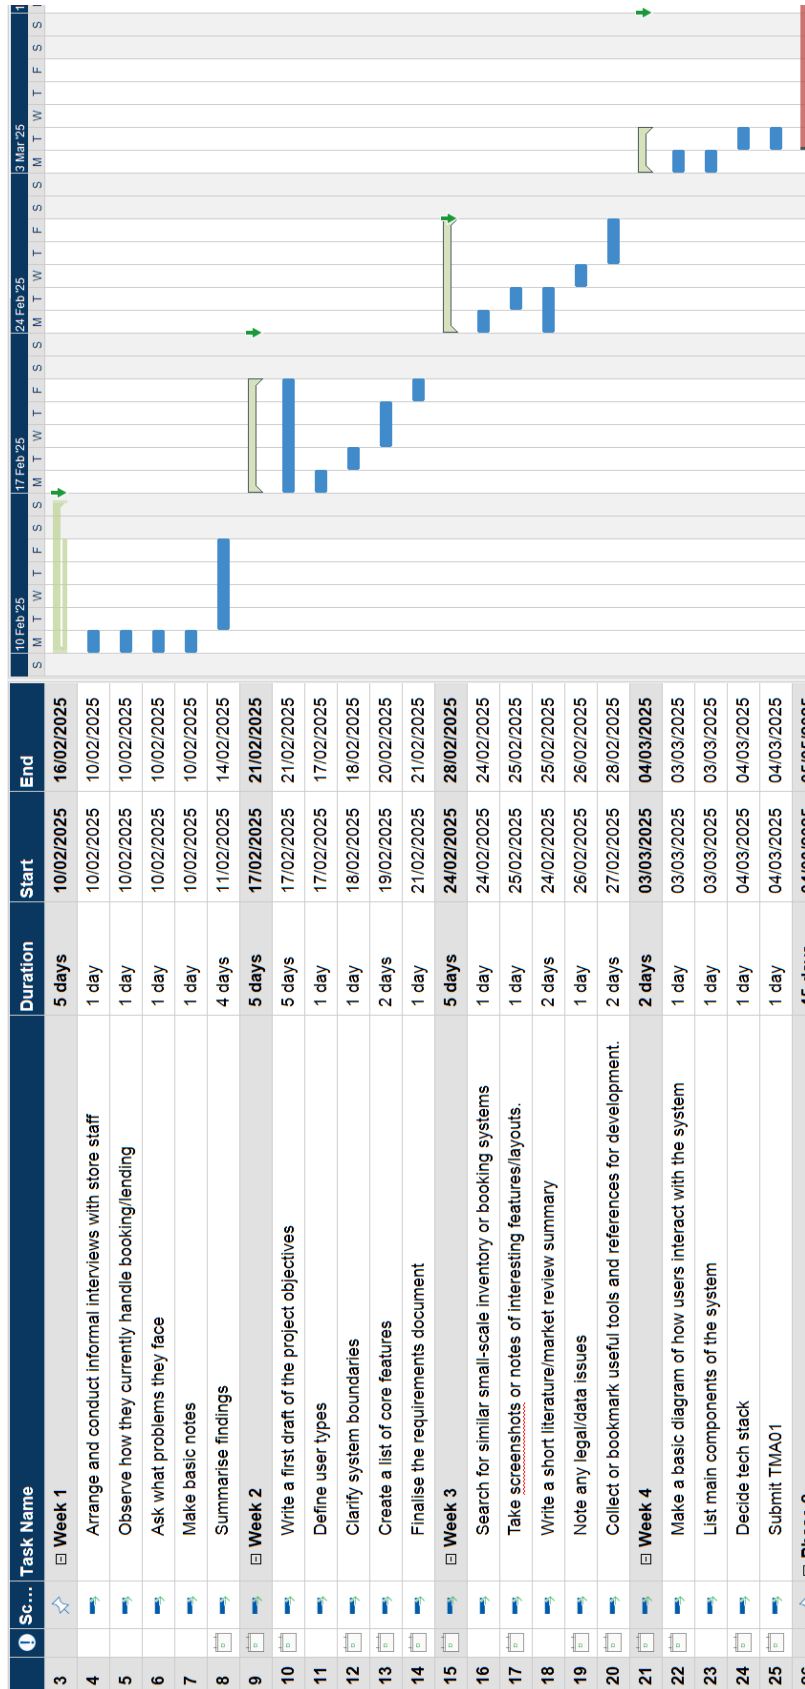 Sc... Task Name Duration Start End
10 Feb '25 17 Feb '25 24 Feb '25 3 Mar '25 1
S M T W T F S S M T W T F S S M T W T F S S M T W T F S S
3 Week 1 5 days 10/02/2025 16/02/2025
4 Arrange and conduct informal interviews with store staff 1 day 10/02/2025 10/02/2025
5 Observe how they currently handle booking/lending 1 day 10/02/2025 10/02/2025
6 Ask what problems they face 1 day 10/02/2025 10/02/2025
7 Make basic notes 1 day 10/02/2025 10/02/2025
8 Summarise findings 4 days 11/02/2025 14/02/2025
9 Week 2 5 days 17/02/2025 21/02/2025
10 Write a first draft of the project objectives 5 days 17/02/2025 21/02/2025
11 Define user types 1 day 17/02/2025 17/02/2025
12 Clarify system boundaries 1 day 18/02/2025 18/02/2025
13 Create a list of core features 2 days 19/02/2025 20/02/2025
14 Finalise the requirements document 1 day 21/02/2025 21/02/2025
15 Week 3 5 days 24/02/2025 28/02/2025
16 Search for similar small-scale inventory or booking systems 1 day 24/02/2025 24/02/2025
17 Take screenshots or notes of interesting features/layouts. 1 day 25/02/2025 25/02/2025
18 Write a short literature/market review summary 2 days 24/02/2025 25/02/2025
19 Note any legal/data issues 1 day 26/02/2025 26/02/2025
20 Collect or bookmark useful tools and references for development. 2 days 27/02/2025 28/02/2025
21 Week 4 2 days 03/03/2025 04/03/2025
22 Make a basic diagram of how users interact with the system 1 day 03/03/2025 03/03/2025
23 List main components of the system 1 day 03/03/2025 03/03/2025
24 Decide tech stack 1 day 04/03/2025 04/03/2025
25 Submit TMA01 1 day 04/03/2025 04/03/2025